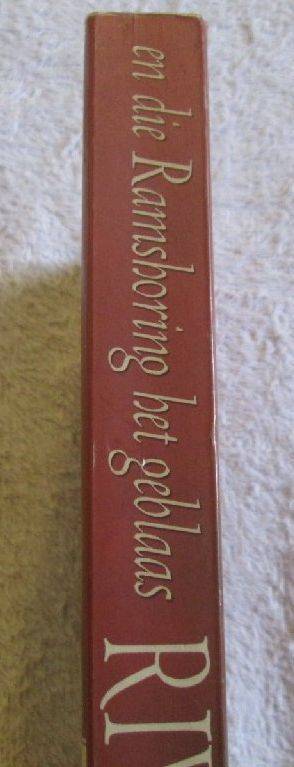 en die Ramshoring het geblaas